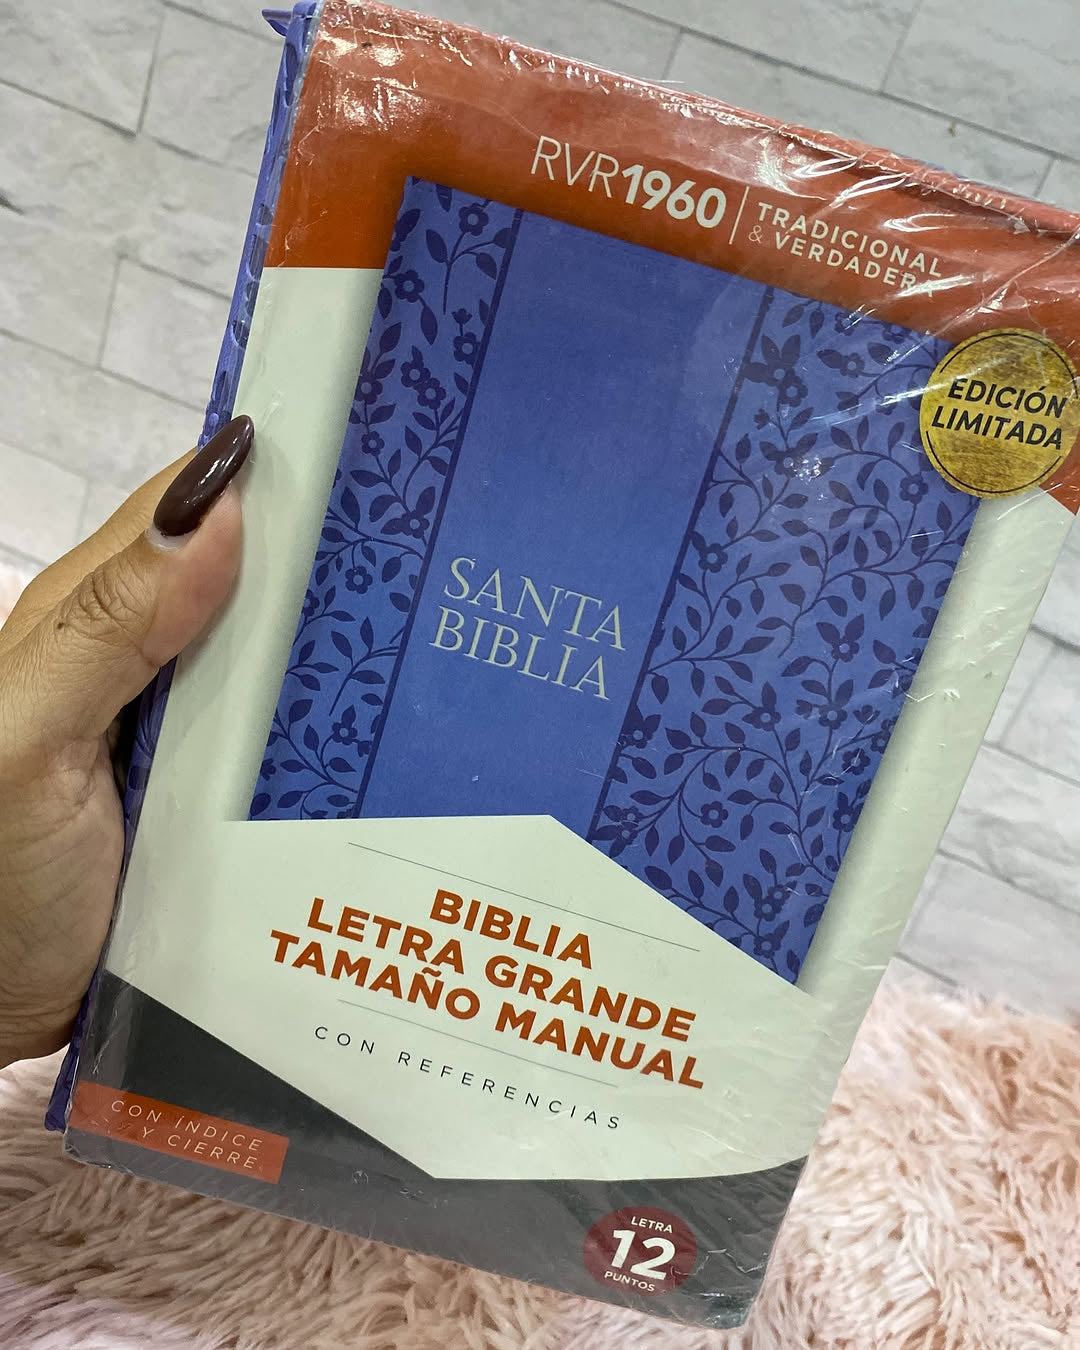 RVR1960
TRADICIONAL
& VERDADERA
EDICIÓN
LIMITADA
SANTA
BIBLIA
BIBLIA
LETRA GRANDE
TAMAÑO MANUAL
CON REFERENCIAS
CON ÍNDICE
Y CIERRE
LETRA
12
PUNTOS